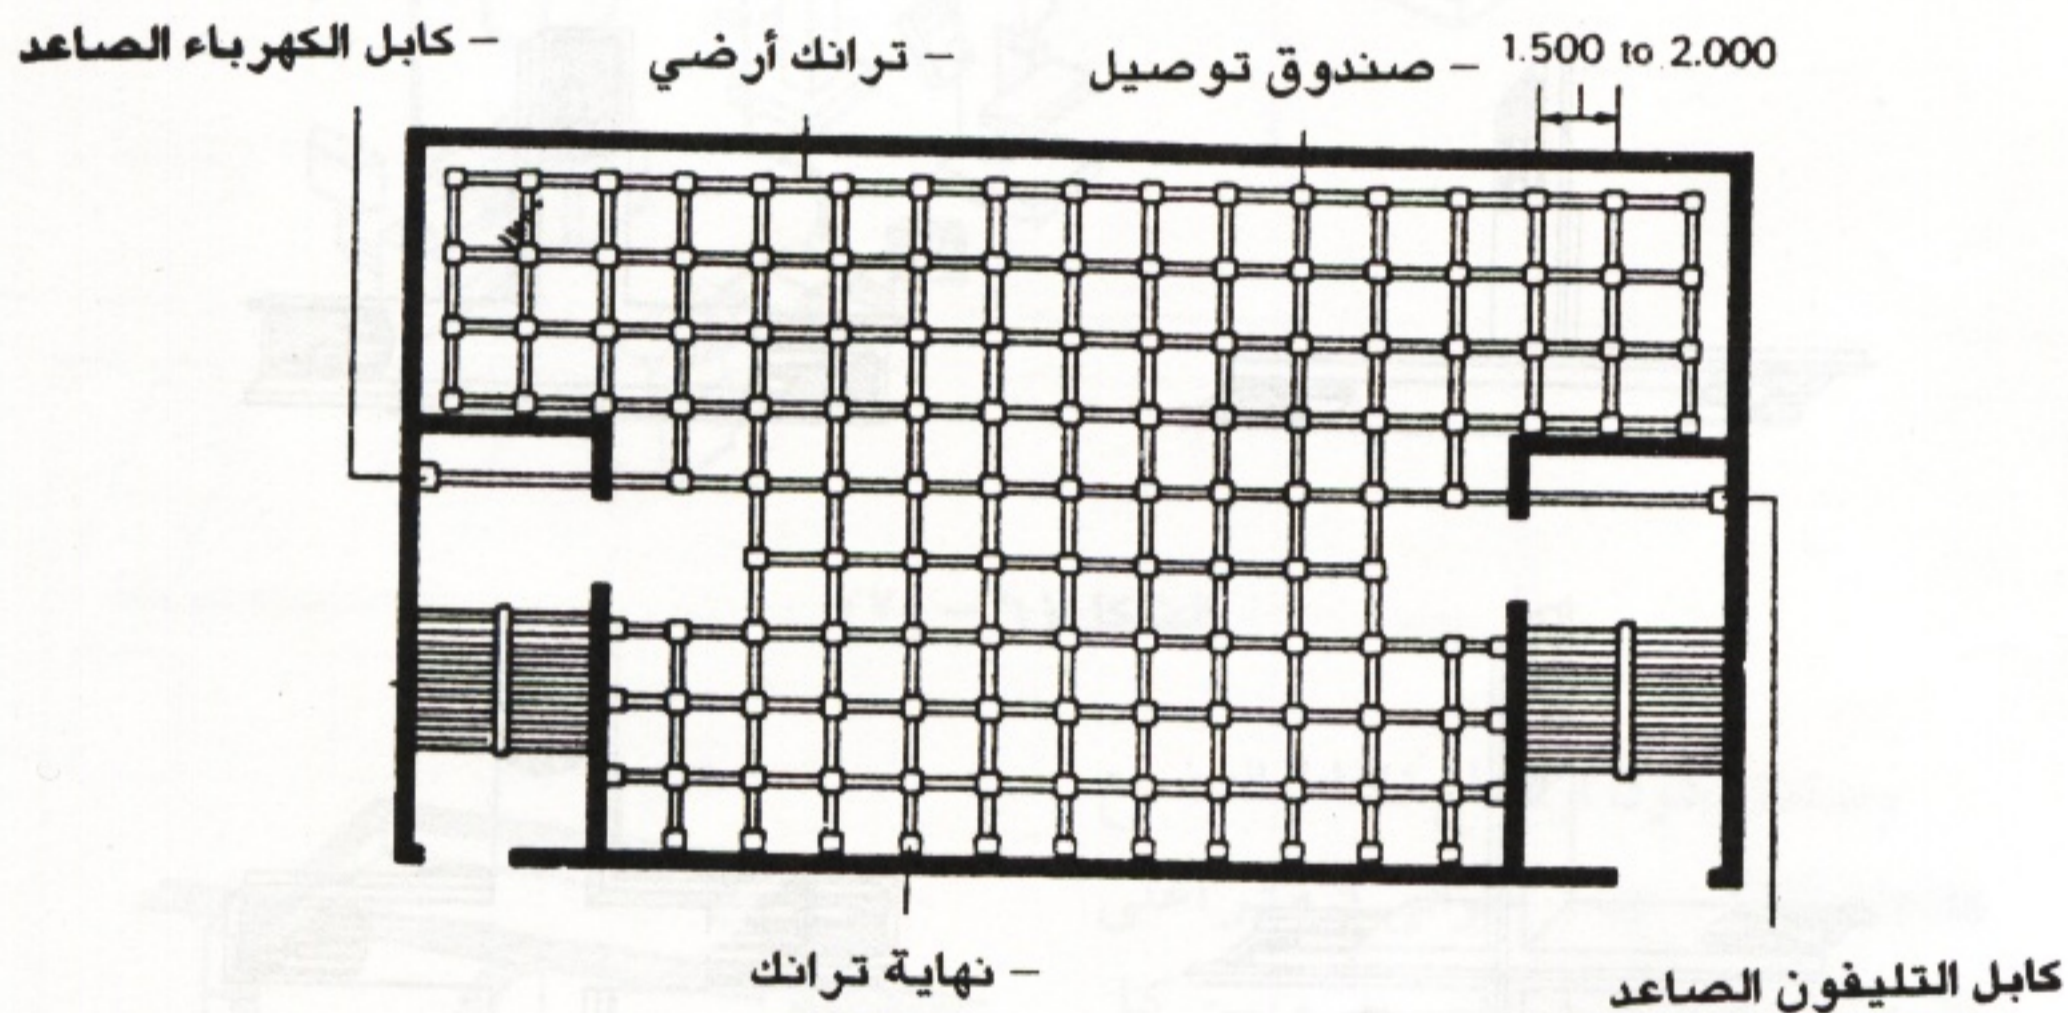 – كابل الكهرباء الصاعد
– ترانك أرضي
– صندوق توصيل
1.500 to 2.000
– نهاية ترانك
كابل التليفون الصاعد